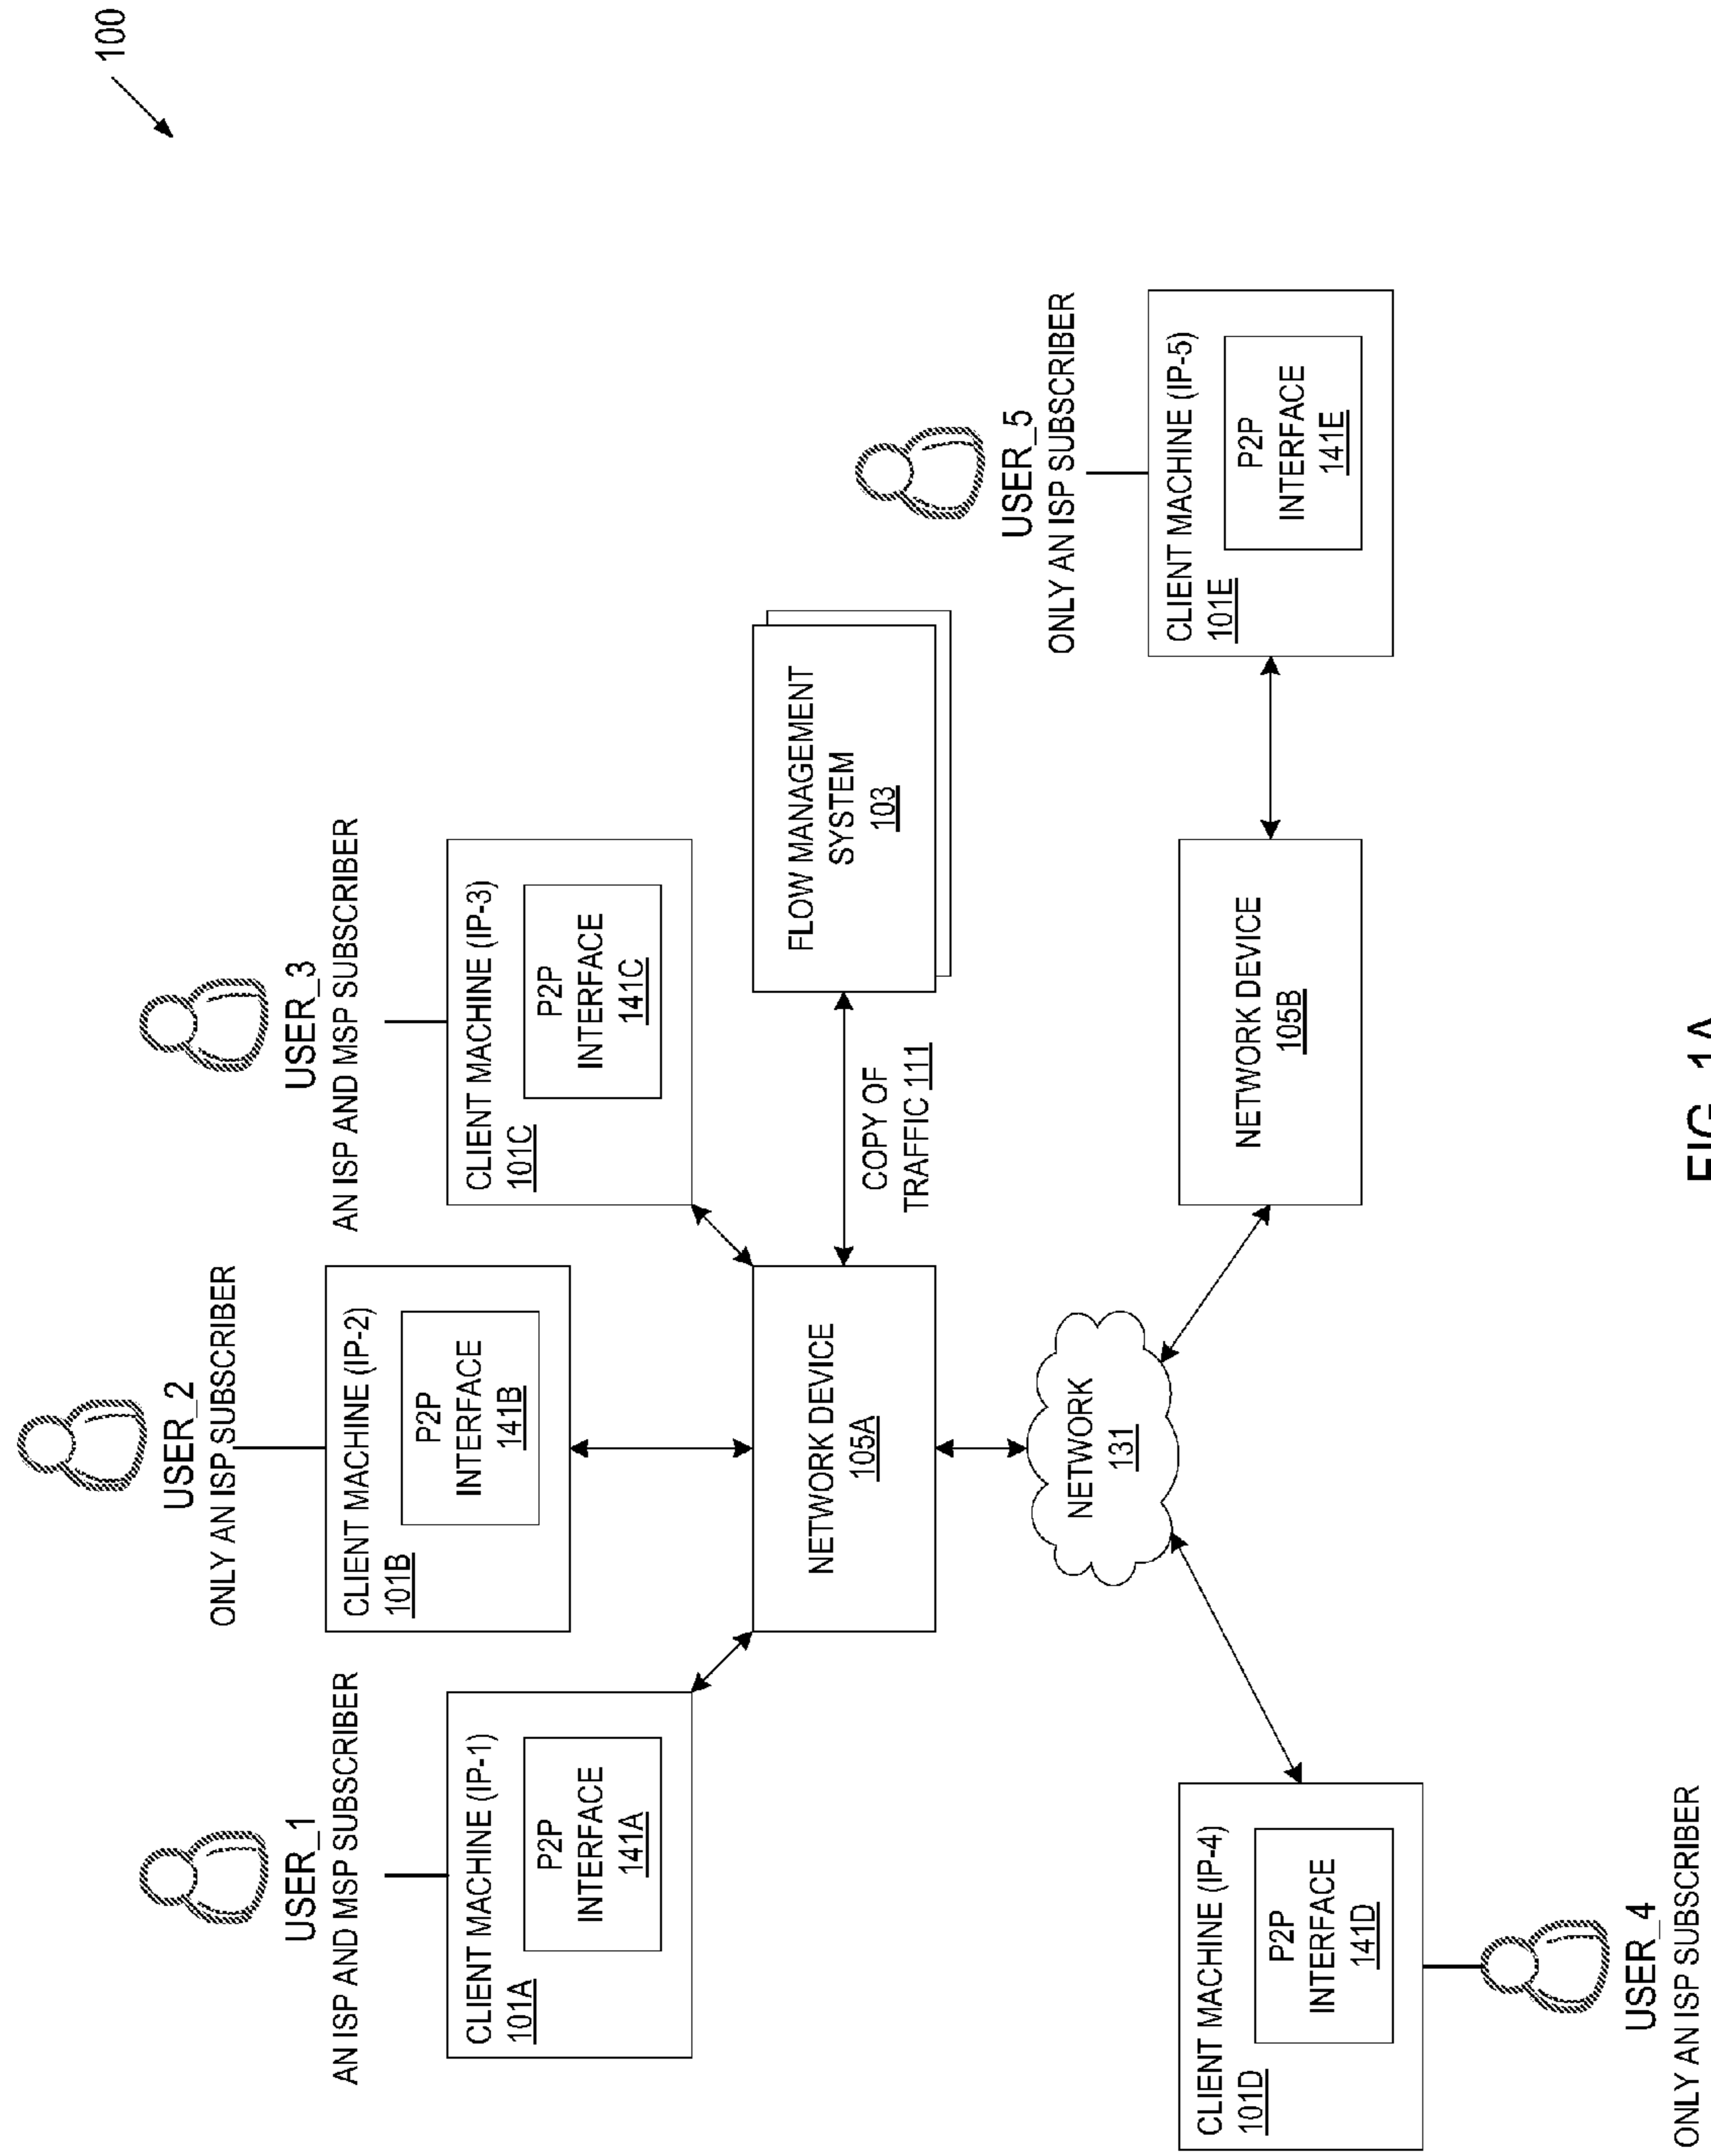 100
USER_2
ONLY AN ISP SUBSCRIBER
CLIENT MACHINE (IP-2)
101B
P2P
INTERFACE
141B
USER_1
AN ISP AND MSP SUBSCRIBER
CLIENT MACHINE (IP-1)
101A
P2P
INTERFACE
141A
USER_3
AN ISP AND MSP SUBSCRIBER
CLIENT MACHINE (IP-3)
101C
P2P
INTERFACE
141C
NETWORK DEVICE
105A
COPY OF
TRAFFIC 111
FLOW MANAGEMENT
SYSTEM
103
NETWORK
131
USER_5
ONLY AN ISP SUBSCRIBER
CLIENT MACHINE (IP-5)
101E
P2P
INTERFACE
141E
NETWORK DEVICE
105B
CLIENT MACHINE (IP-4)
101D
P2P
INTERFACE
141D
USER_4
ONLY AN ISP SUBSCRIBER
FIG. 1A